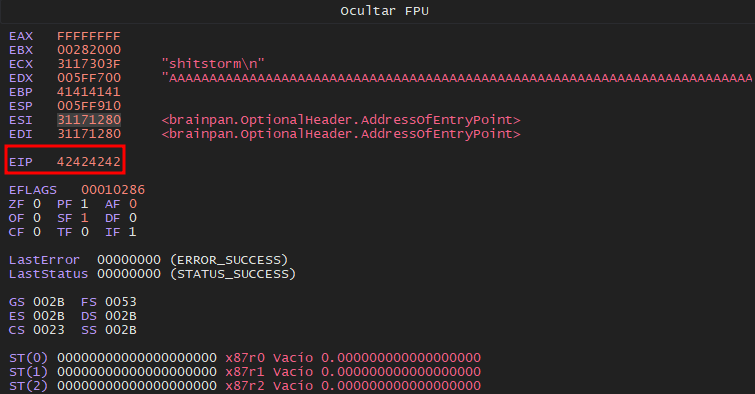 Ocultar FPU
EAX FFFFFFFF
EBX 00282000
ECX 3117303F "shitstorm\n"
EDX 005FF700 "AAAAAAAAAAAAAAAAAAAAAAAAAAAAAAAAAAAAAAAAAAAAAAAAAAAAAAAAAAAAAAAAAAAAAAAAA
EBP 41414141
ESP 005FF910
ESI 31171280 <brainpan.OptionalHeader.AddressOfEntryPoint>
EDI 31171280 <brainpan.OptionalHeader.AddressOfEntryPoint>
EIP 42424242
EFLAGS 00010286
ZF 0 PF 1 AF 0
OF 0 SF 1 DF 0
CF 0 TF 0 IF 1
LastError 00000000 (ERROR_SUCCESS)
LastStatus 00000000 (STATUS_SUCCESS)
GS 002B FS 0053
ES 002B DS 002B
CS 0023 SS 002B
ST(0) 00000000000000000000 x87r0 Vacío 0.000000000000000000
ST(1) 00000000000000000000 x87r1 Vacío 0.000000000000000000
ST(2) 00000000000000000000 x87r2 Vacío 0.000000000000000000